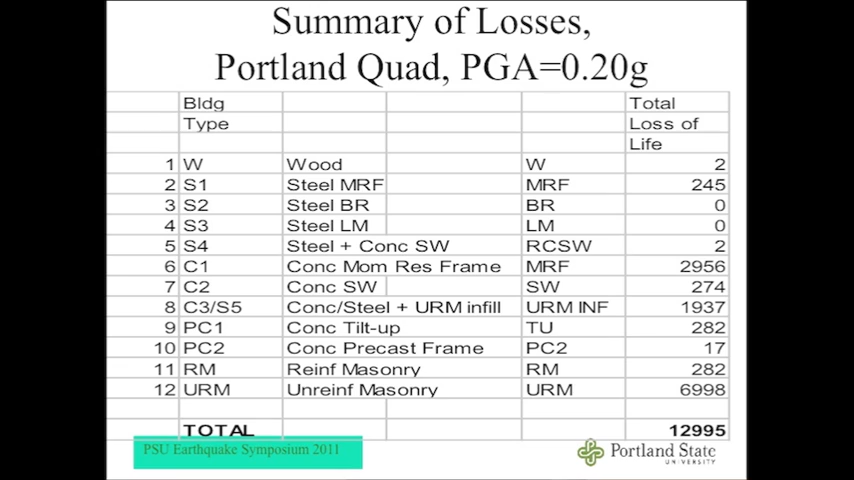 Summary of Losses,
Portland Quad, PGA=0.20g
Bldg Total
Type Loss of
Life
1 W Wood W 2
2 S1 Steel MRF MRF 245
3 S2 Steel BR BR 0
4 S3 Steel LM LM 0
5 S4 Steel + Conc SW RCSW 2
6 C1 Conc Mom Res Frame MRF 2956
7 C2 Conc SW SW 274
8 C3/S5 Conc/Steel + URM infill URM INF 1937
9 PC1 Conc Tilt-up TU 282
10 PC2 Conc Precast Frame PC2 17
11 RM Reinf Masonry RM 282
12 URM Unreinf Masonry URM 6998
TOTAL 12995
PSU Earthquake Symposium 2011
Portland State
UNIVERSITY